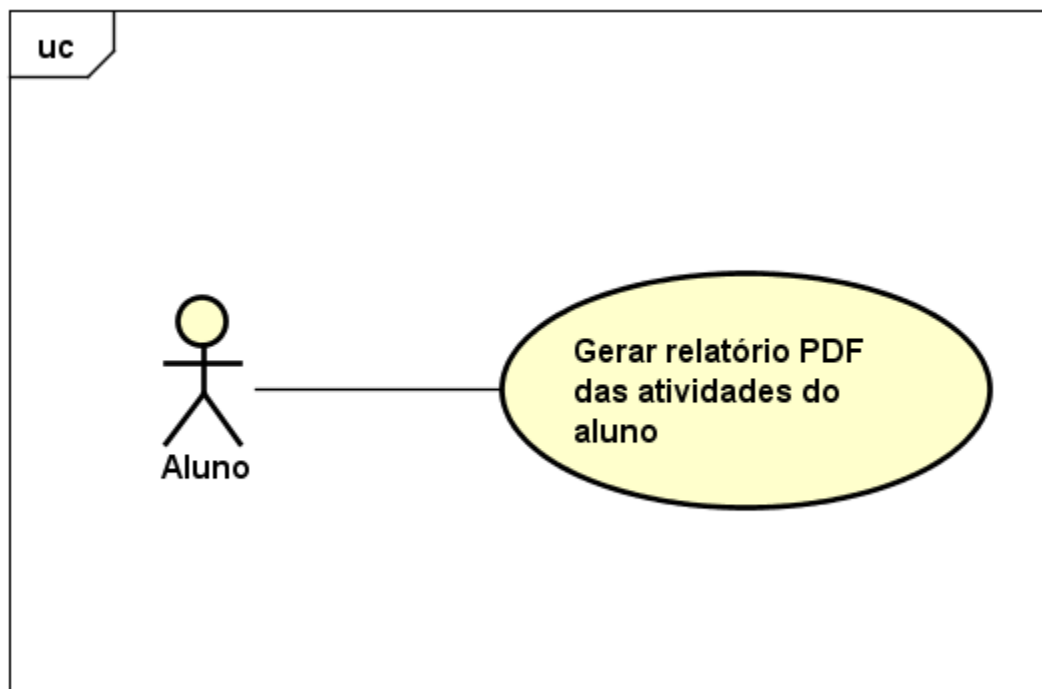 uc
Gerar relatório PDF
das atividades do
aluno
Aluno